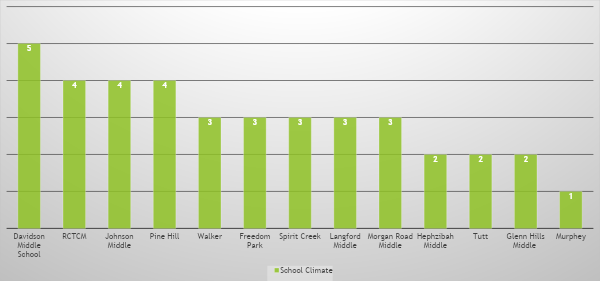 5
4 4 4
3 3 3 3 3
2 2 2
1
Davidson Middle School
RCTCM
Johnson Middle
Pine Hill
Walker
Freedom Park
Spirit Creek
Langford Middle
Morgan Road Middle
Hephzibah Middle
Tutt
Glenn Hills Middle
Murphey
School Climate